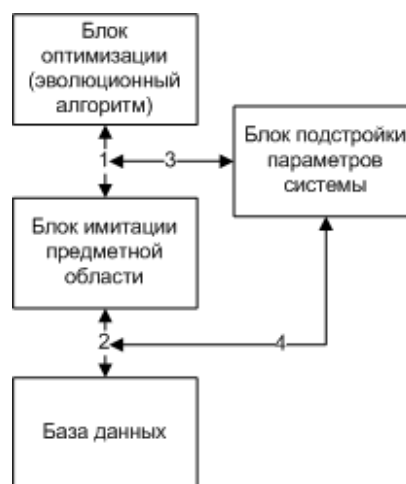 Блок
оптимизации
(эволюционный
алгоритм)
1
3
Блок подстройки
параметров
системы
Блок имитации
предметной
области
2
4
База данных